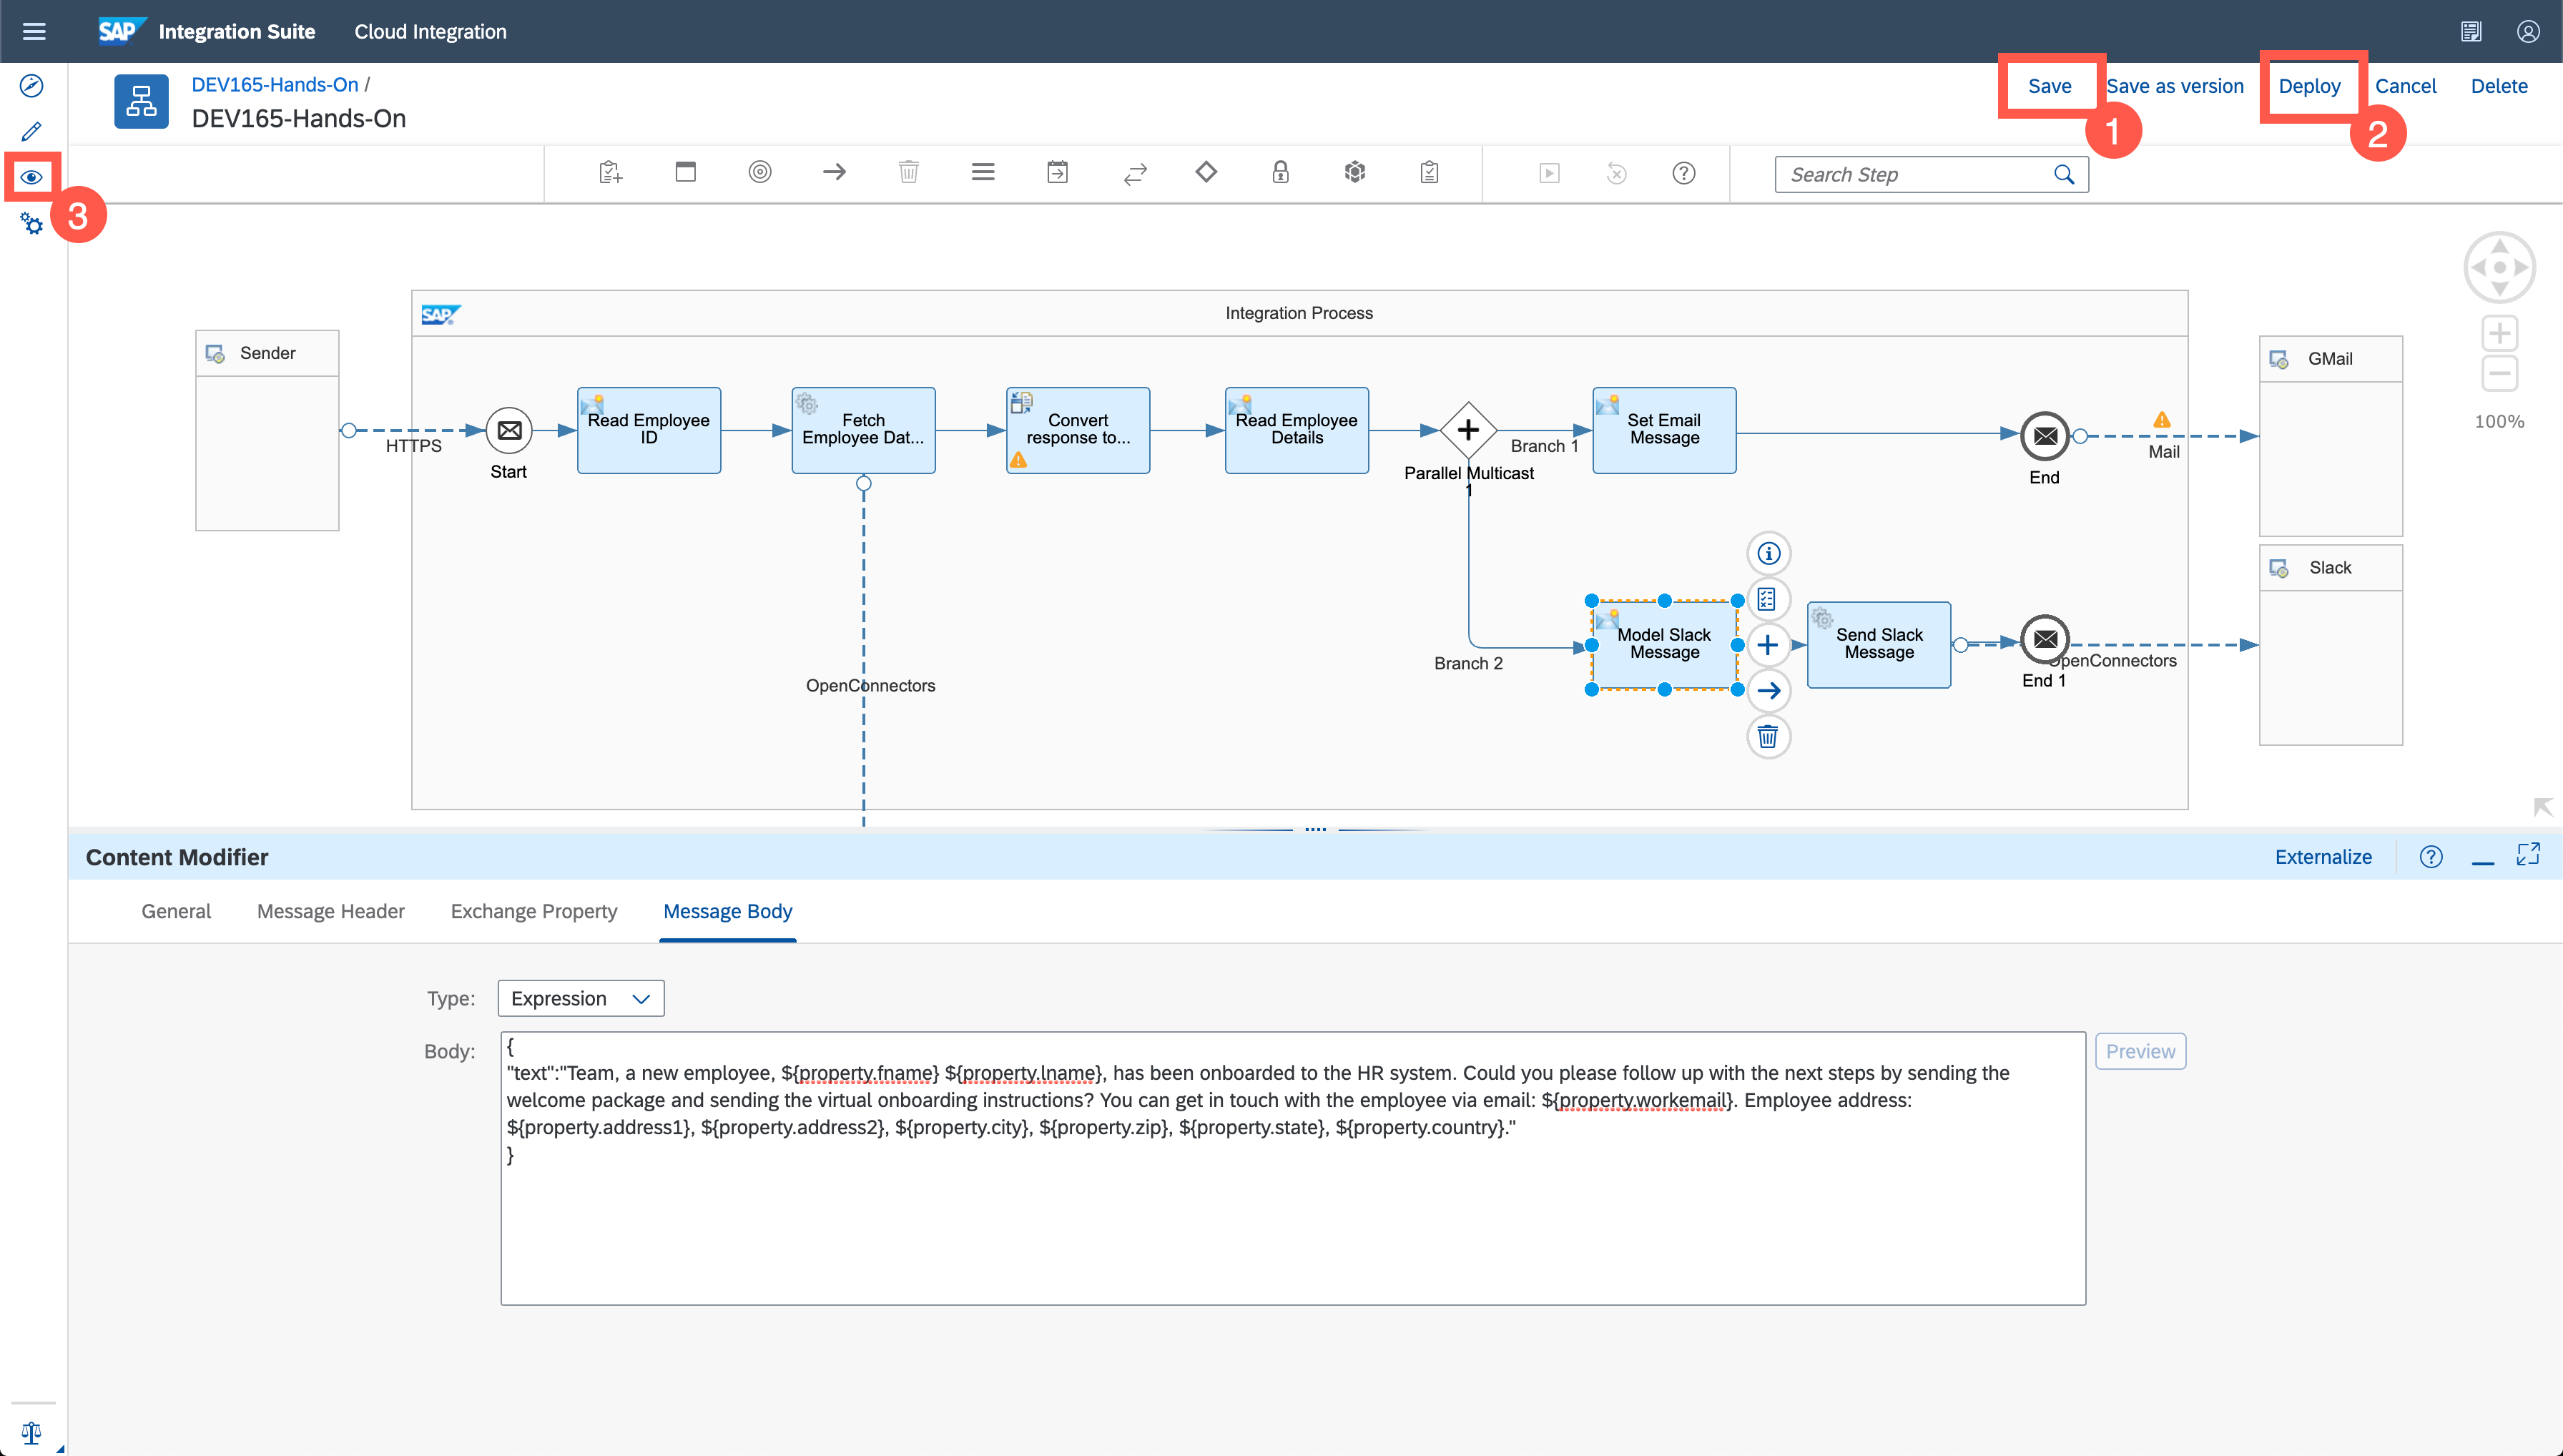 SAP Integration Suite Cloud Integration
DEV165-Hands-On /
DEV165-Hands-On
Save Save as version Deploy Cancel Delete
1
2
3
Search Step
SAP
Integration Process
Sender
HTTPS
Start
Read Employee
ID
Fetch
Employee Dat...
Convert
response to...
Read Employee
Details
Parallel Multicast
1
Branch 1
Set Email
Message
End
Mail
GMail
100%
OpenConnectors
Branch 2
Model Slack
Message
Send Slack
Message
End 1
OpenConnectors
Slack
Content Modifier
Externalize
General Message Header Exchange Property Message Body
Type: Expression
Body:
{
"text":"Team, a new employee, ${property.fname} ${property.lname}, has been onboarded to the HR system. Could you please follow up with the next steps by sending the
welcome package and sending the virtual onboarding instructions? You can get in touch with the employee via email: ${property.workemail}. Employee address:
${property.address1}, ${property.address2}, ${property.city}, ${property.zip}, ${property.state}, ${property.country}."
}
Preview